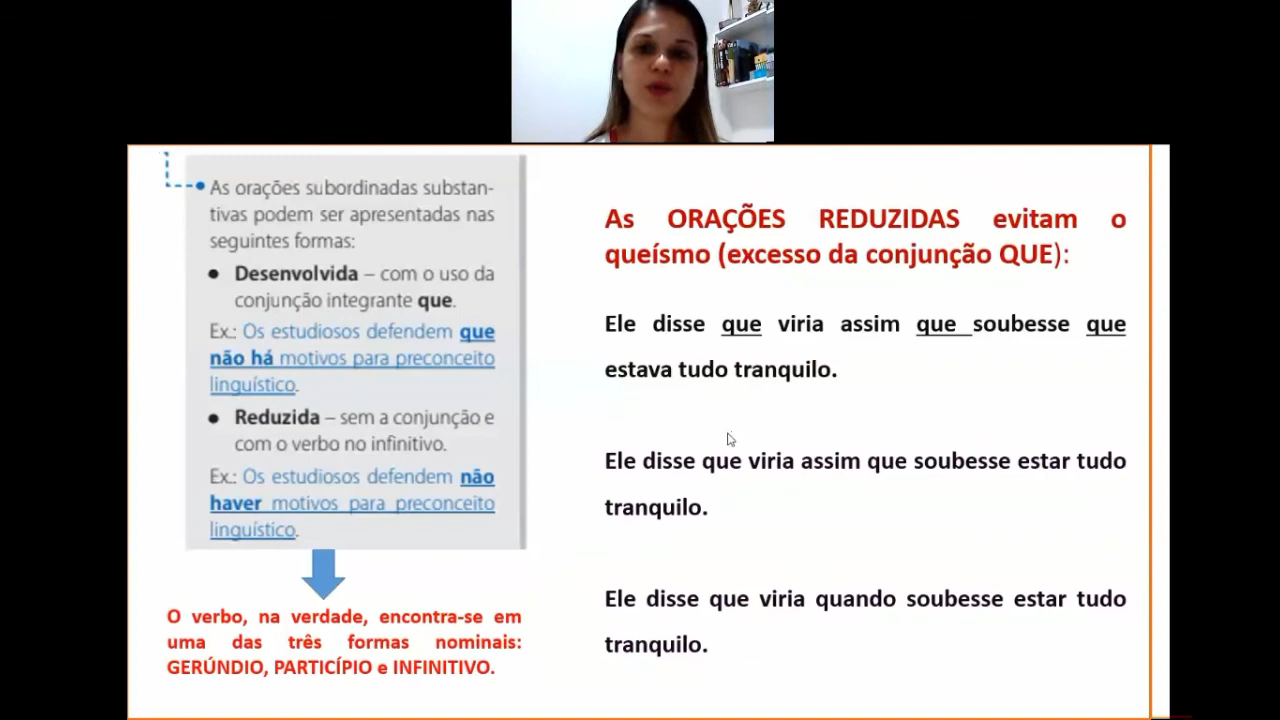 As orações subordinadas substan-
tivas podem ser apresentadas nas
seguintes formas:
● Desenvolvida – com o uso da
conjunção integrante que.
Ex.: Os estudiosos defendem que
não há motivos para preconceito
linguístico.
● Reduzida – sem a conjunção e
com o verbo no infinitivo.
Ex.: Os estudiosos defendem não
haver motivos para preconceito
linguístico.
O verbo, na verdade, encontra-se em
uma das três formas nominais:
GERÚNDIO, PARTICÍPIO e INFINITIVO.
As ORAÇÕES REDUZIDAS evitam o
queísmo (excesso da conjunção QUE):
Ele disse que viria assim que soubesse que
estava tudo tranquilo.
Ele disse que viria assim que soubesse estar tudo
tranquilo.
Ele disse que viria quando soubesse estar tudo
tranquilo.